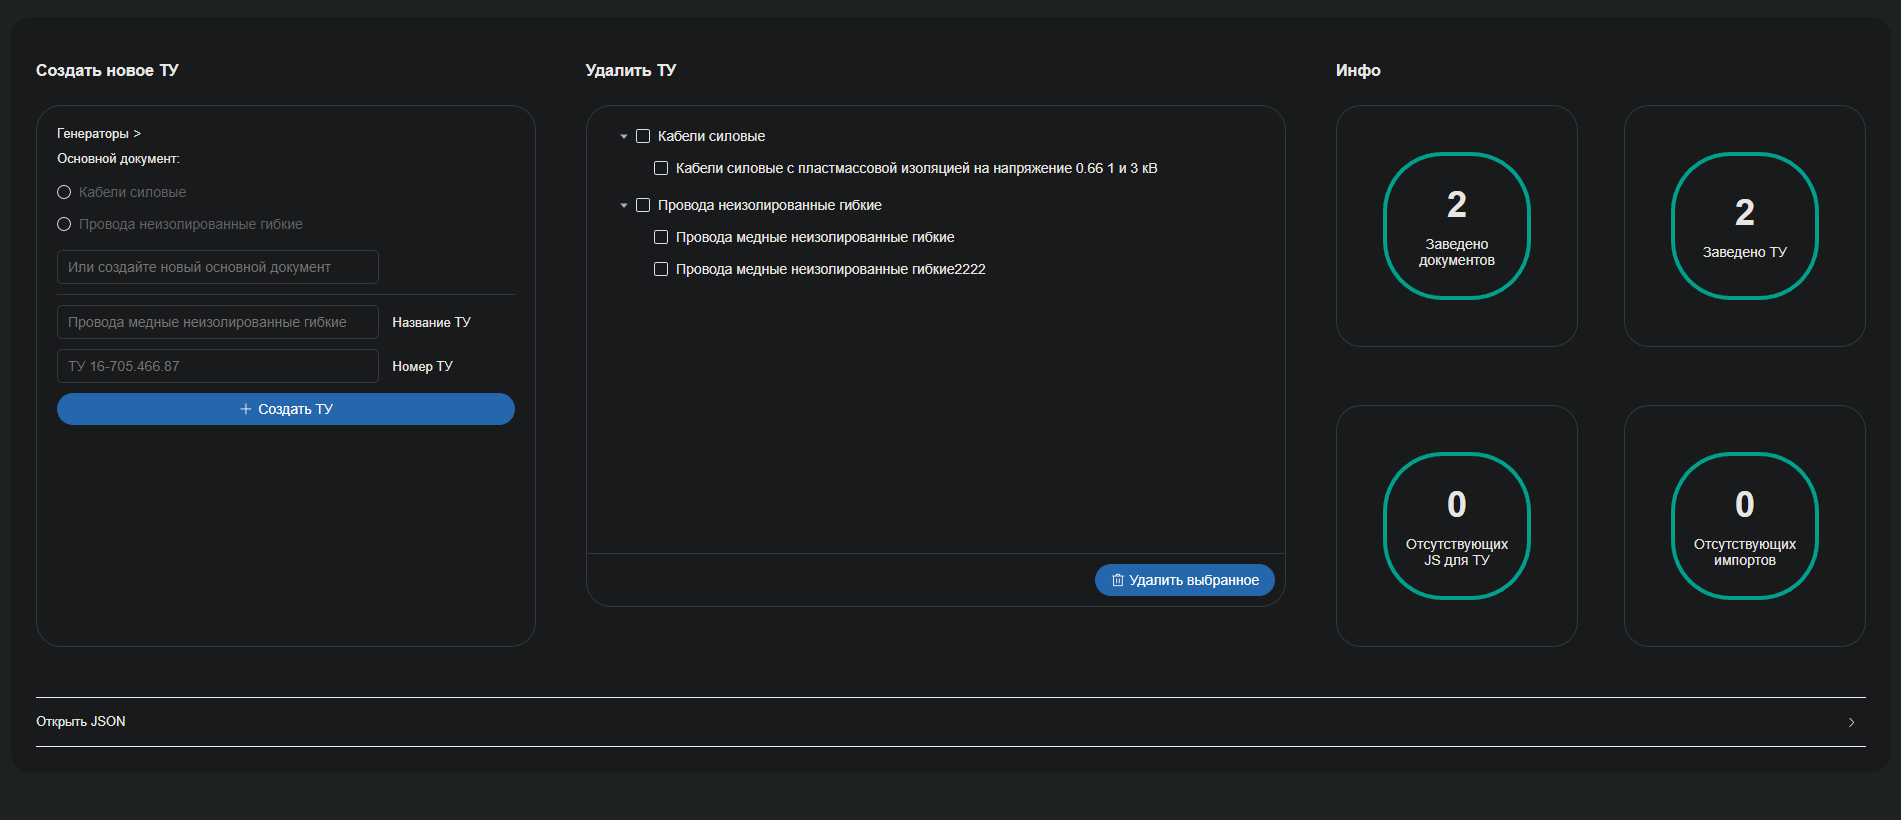 Создать новое ТУ
Генераторы >
Основной документ:
Кабели силовые
Провода неизолированные гибкие
Или создайте новый основной документ
Провода медные неизолированные гибкие
Название ТУ
ТУ 16-705.466.87
Номер ТУ
Создать ТУ
Удалить ТУ
Кабели силовые
Кабели силовые с пластмассовой изоляцией на напряжение 0.66 1 и 3 кВ
Провода неизолированные гибкие
Провода медные неизолированные гибкие
Провода медные неизолированные гибкие2222
Удалить выбранное
Инфо
2
Заведено
документов
2
Заведено ТУ
0
Отсутствующих
JS для ТУ
0
Отсутствующих
импортов
Открыть JSON